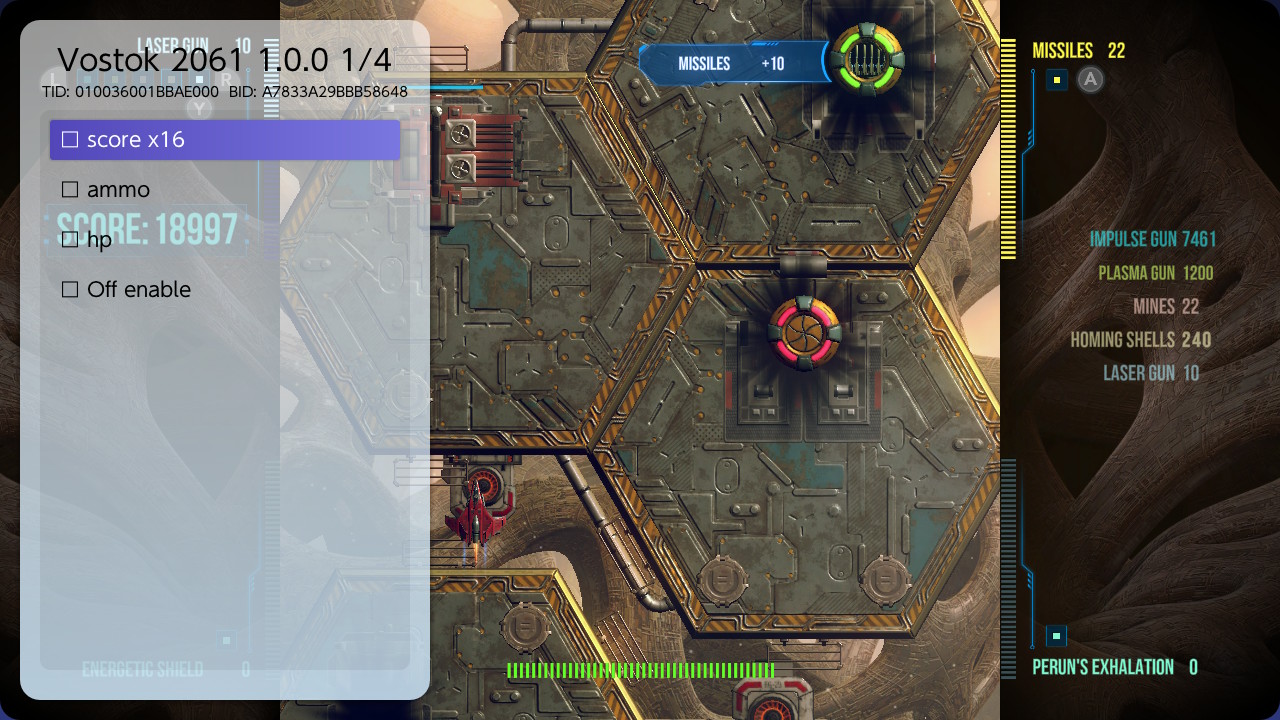 LASER GUN 10
Vostok 2061 1.0.0 1/4
L
R
TID: 010036001BBAE000 BID: A7833A29BBB58648
Y
score x16
ammo
SCORE: 18997
hp
Off enable
ENERGETIC SHIELD 0
MISSILES +10
MISSILES 22
A
IMPULSE GUN 7461
PLASMA GUN 1200
MINES 22
HOMING SHELLS 240
LASER GUN 10
PERUN'S EXHALATION 0